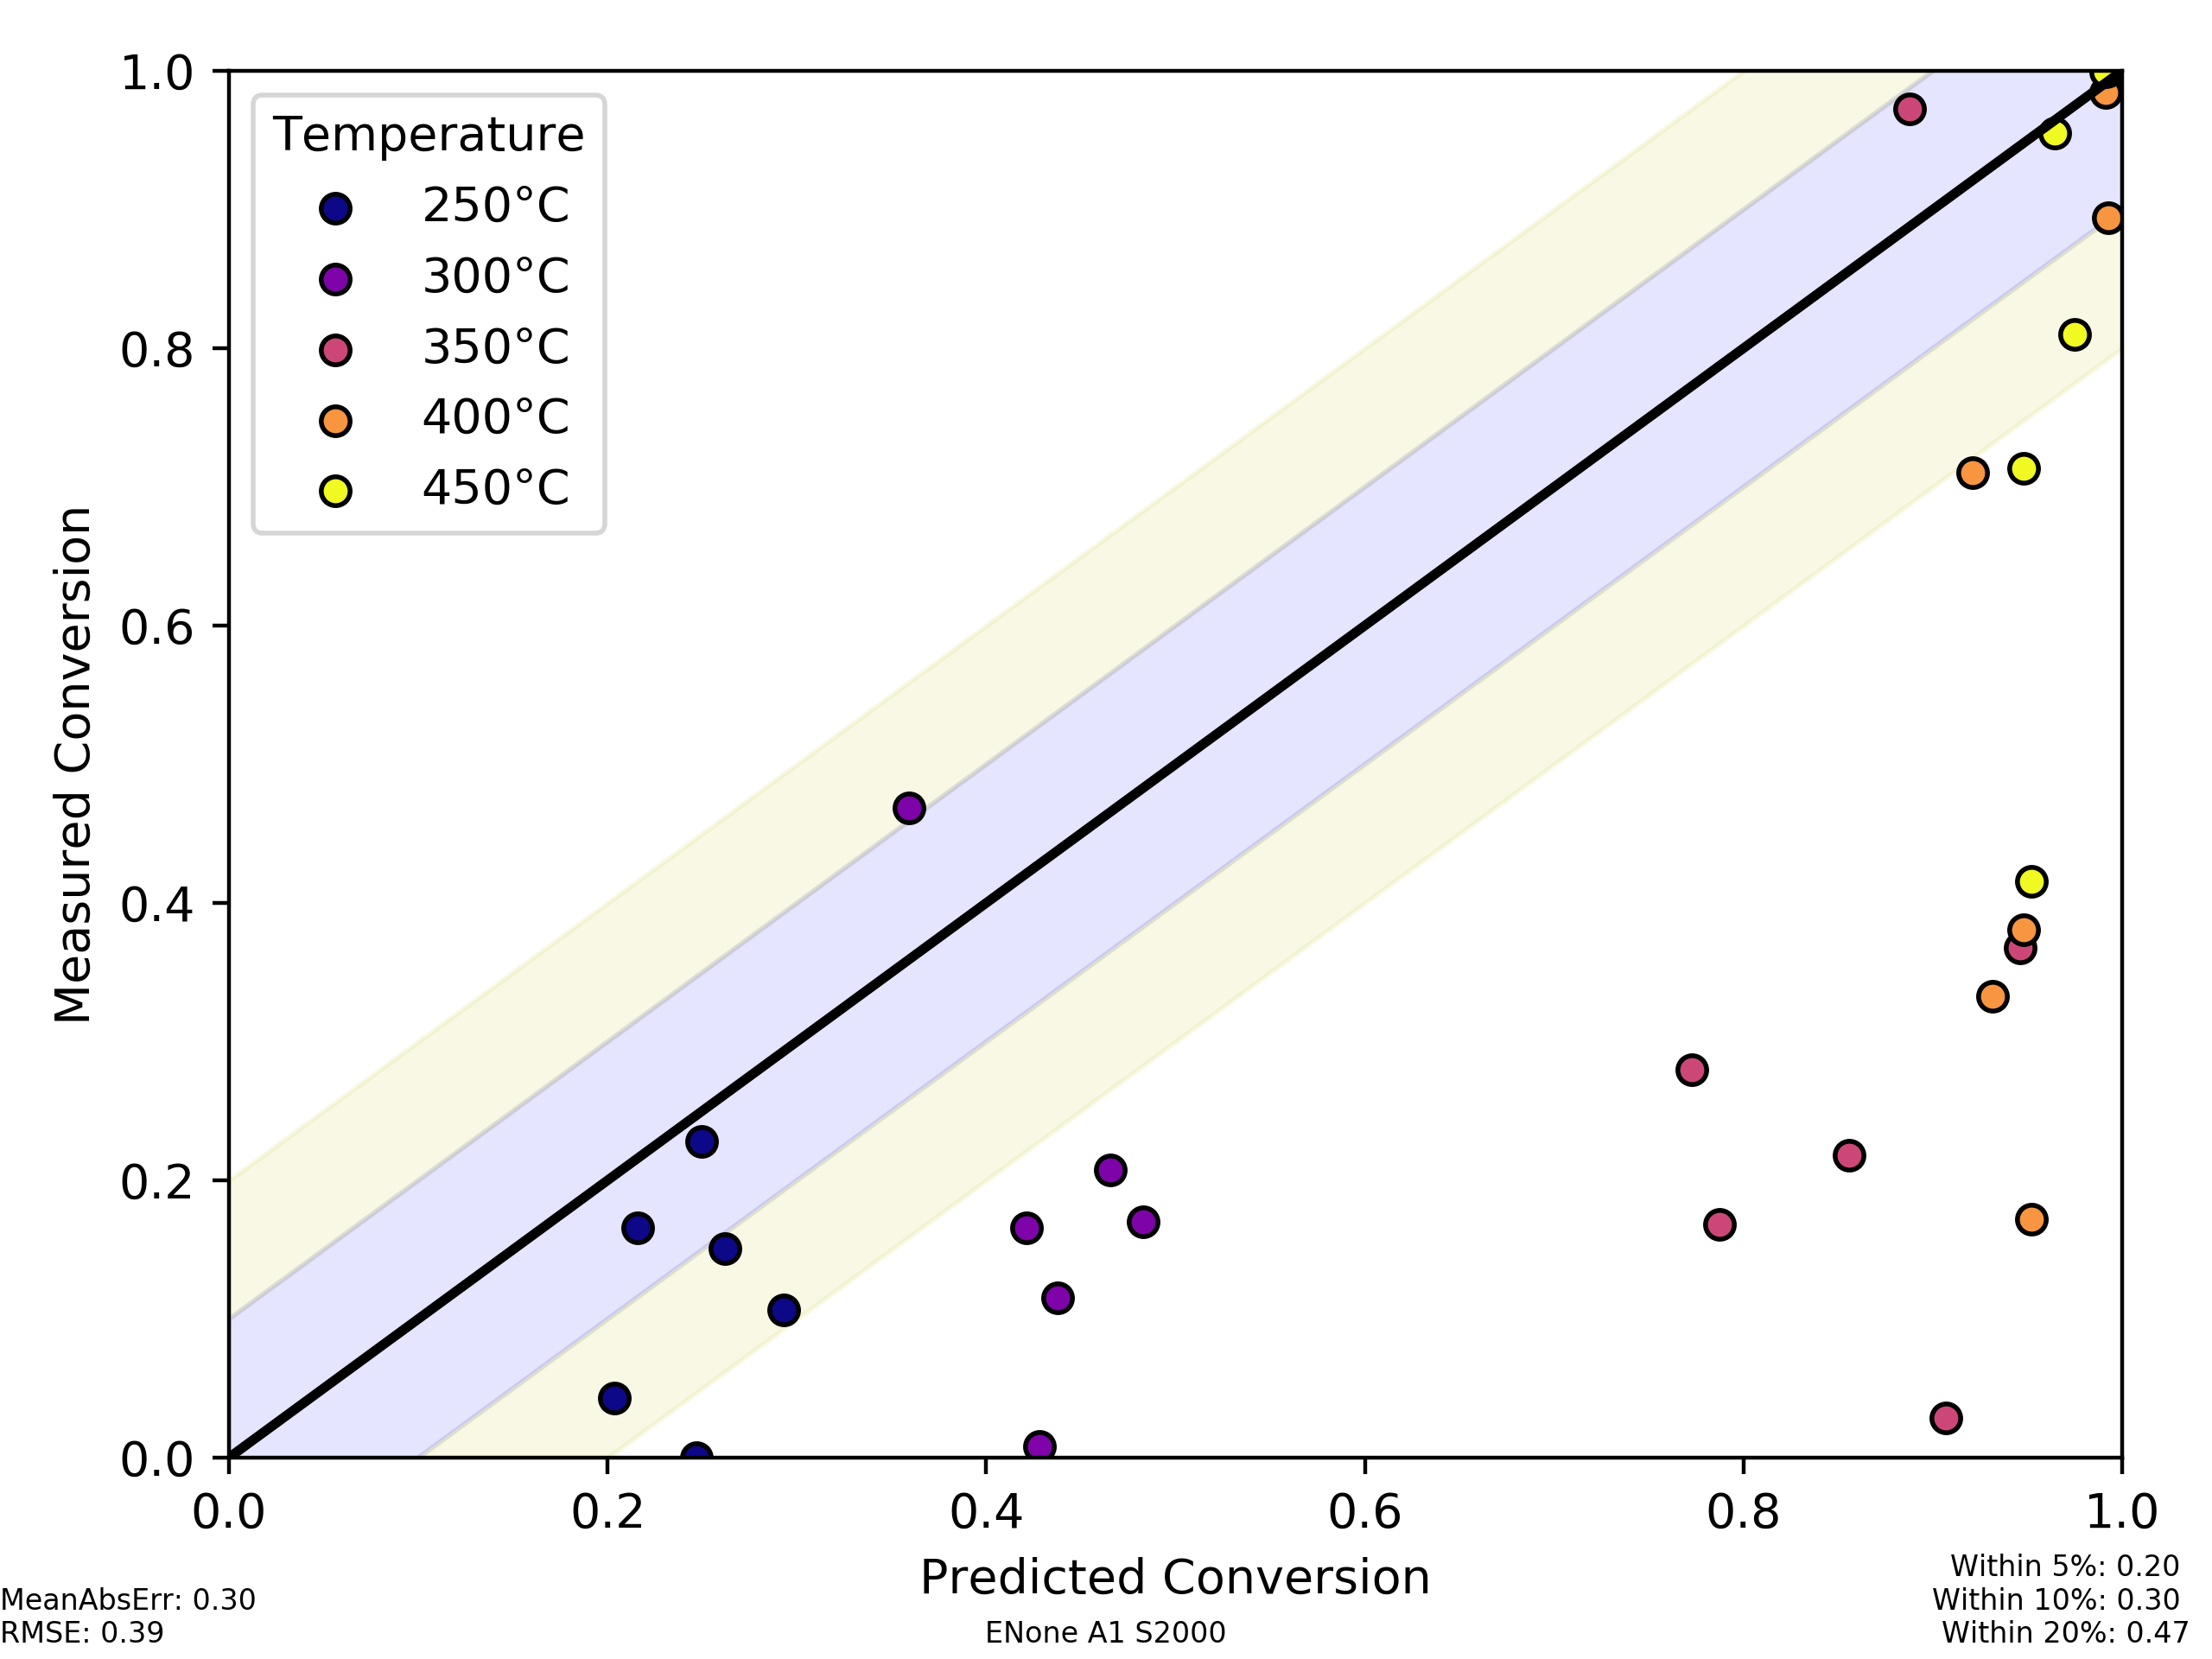 1.0
0.8
0.6
0.4
0.2
0.0
Measured Conversion
Temperature
250°C
300°C
350°C
400°C
450°C
0.0 0.2 0.4 0.6 0.8 1.0
Predicted Conversion
MeanAbsErr: 0.30
RMSE: 0.39
ENone A1 S2000
Within 5%: 0.20
Within 10%: 0.30
Within 20%: 0.47